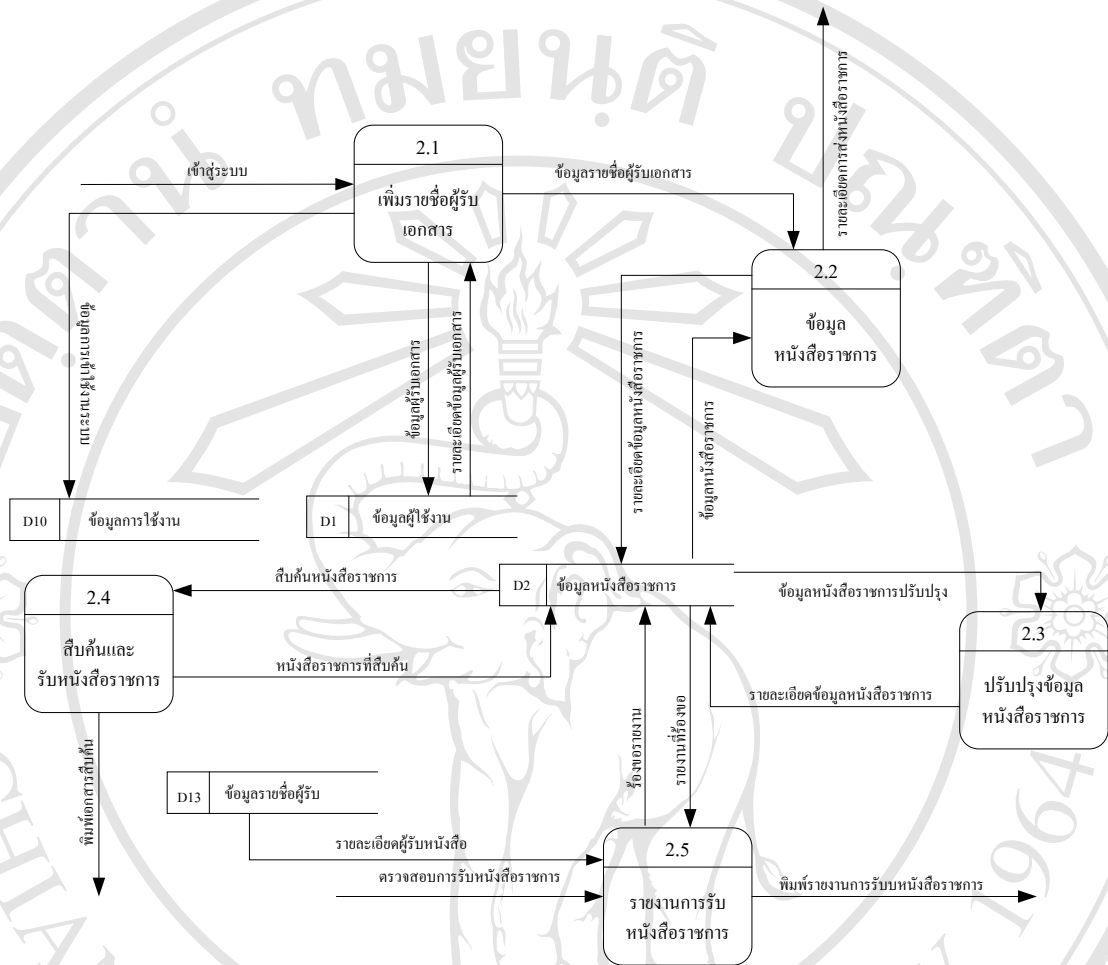 ทมยนฺติ
ปณฺฑิตา
รายละเอียดการส่งหนังสือราชการ
2.1
เพิ่มรายชื่อผู้รับ
เอกสาร
เข้าสู่ระบบ
ข้อมูลรายชื่อผู้รับเอกสาร
2.2
ข้อมูล
หนังสือราชการ
ข้อมูลการเข้าใช้งานระบบ
ข้อมูลผู้รับเอกสาร
รายละเอียดข้อมูลผู้รับเอกสาร
รายละเอียดข้อมูลหนังสือราชการ
ข้อมูลหนังสือราชการ
D10 ข้อมูลการใช้งาน
D1 ข้อมูลผู้ใช้งาน
สืบค้นหนังสือราชการ
D2 ข้อมูลหนังสือราชการ
ข้อมูลหนังสือราชการปรับปรุง
2.4
สืบค้นและ
รับหนังสือราชการ
หนังสือราชการที่สืบค้น
2.3
ปรับปรุงข้อมูล
หนังสือราชการ
รายละเอียดข้อมูลหนังสือราชการ
ร้องขอรายงาน
รายงานที่ร้องขอ
พิมพ์เอกสารสืบค้น
D13 ข้อมูลรายชื่อผู้รับ
รายละเอียดผู้รับหนังสือ
ตรวจสอบการรับหนังสือราชการ
2.5
รายงานการรับ
หนังสือราชการ
พิมพ์รายงานการรับบหนังสือราชการ
1964